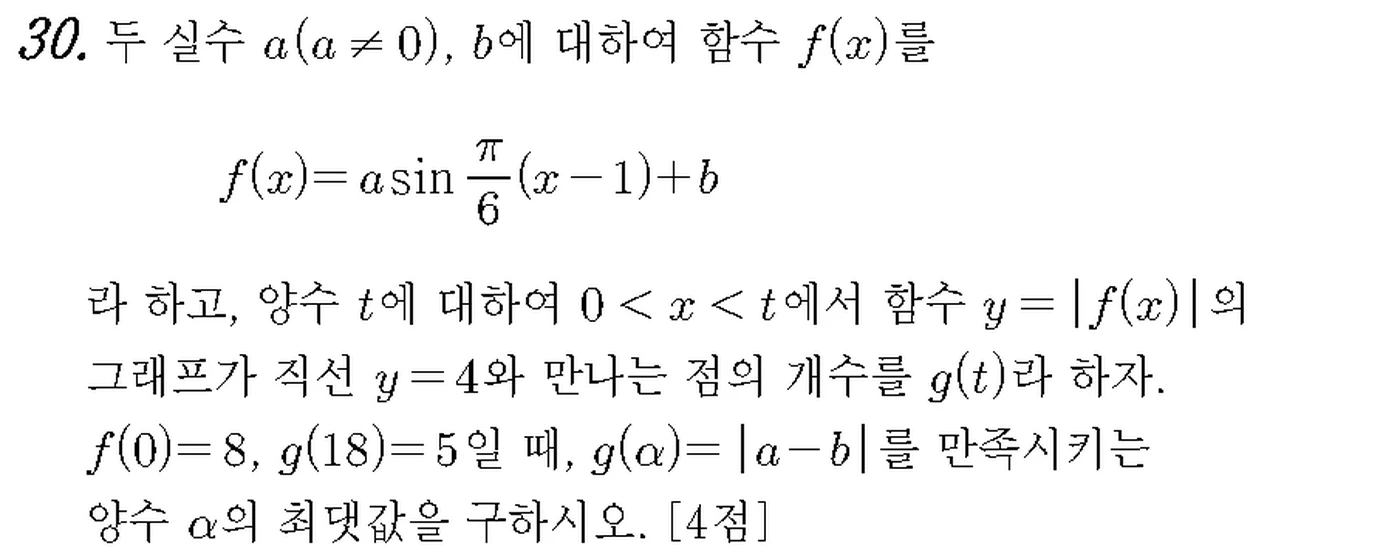 30. 두 실수 a(a ≠ 0), b에 대하여 함수 f(x)를
f(x)= a sin π/6 (x-1)+b
라 하고, 양수 t에 대하여 0 < x < t에서 함수 y = |f(x)|의
그래프가 직선 y=4와 만나는 점의 개수를 g(t)라 하자.
f(0)=8, g(18)=5일 때, g(α)= |a-b|를 만족시키는
양수 α의 최댓값을 구하시오. [4점]